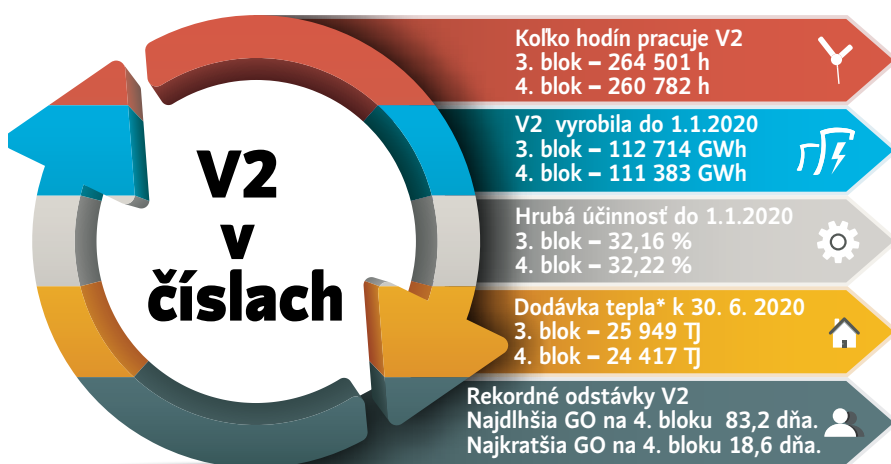 V2
v
číslach
Koľko hodín pracuje V2
3. blok – 264 501 h
4. blok – 260 782 h
V2 vyrobila do 1.1.2020
3. blok – 112 714 GWh
4. blok – 111 383 GWh
Hrubá účinnosť do 1.1.2020
3. blok – 32,16 %
4. blok – 32,22 %
Dodávka tepla* k 30. 6. 2020
3. blok – 25 949 TJ
4. blok – 24 417 TJ
Rekordné odstávky V2
Najdlhšia GO na 4. bloku 83,2 dňa.
Najkratšia GO na 4. bloku 18,6 dňa.